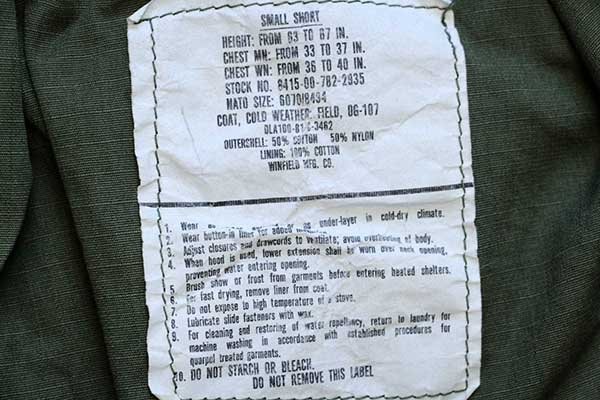 SMALL SHORT
HEIGHT: FROM 63 TO 67 IN.
CHEST MN: FROM 33 TO 37 IN.
CHEST WN: FROM 36 TO 40 IN.
STOCK NO. 8415-00-782-2935
NATO SIZE: 6070/8494
COAT, COLD WEATHER, FIELD, OG-107
DLA100-81-C-3462
OUTERSHELL: 50% COTTON 50% NYLON
LINING: 100% COTTON
WINFIELD MFG. CO.
1. Wear under-layer in cold-dry climate.
2. Wear button-in liner for added
3. Adjust closures and drawcords to ventilate; avoid overheating of body.
4. When hood is used, lower extension shall be worn over neck opening,
preventing water entering opening.
5. Brush snow or frost from garments before entering heated shelters.
6. For fast drying, remove liner from coat.
7. Do not expose to high temperature of a stove.
8. Lubricate slide fasteners with wax.
9. For cleaning and restoring of water repellency, return to laundry for
machine washing in accordance with established procedures for
quarpel treated garments.
10. DO NOT STARCH OR BLEACH.
DO NOT REMOVE THIS LABEL